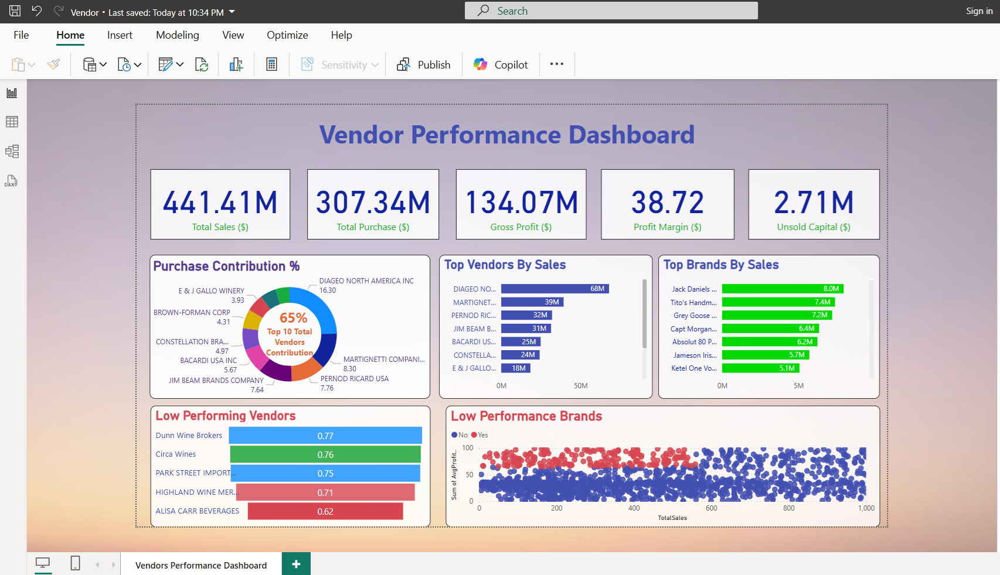 Vendor • Last saved: Today at 10:34 PM
Search
Sign in
File Home Insert Modeling View Optimize Help
Sensitivity Publish Copilot
DAX
Vendor Performance Dashboard
441.41M
Total Sales ($)
307.34M
Total Purchase ($)
134.07M
Gross Profit ($)
38.72
Profit Margin ($)
2.71M
Unsold Capital ($)
Purchase Contribution %
DIAGEO NORTH AMERICA INC
16.30
E & J GALLO WINERY
3.93
BROWN-FORMAN CORP
4.31
CONSTELLATION BRA...
4.97
BACARDI USA INC
5.67
JIM BEAM BRANDS COMPANY
7.64
MARTIGNETTI COMPANI...
8.30
PERNOD RICARD USA
7.76
65%
Top 10 Total
Vendors
Contribution
Top Vendors By Sales
DIAGEO NO... 68M
MARTIGNET... 39M
PERNOD RIC... 32M
JIM BEAM B... 31M
BACARDI US... 25M
CONSTELLA... 24M
E & J GALLO... 18M
0M 50M
Top Brands By Sales
Jack Daniels ... 8.0M
Tito's Handm... 7.4M
Grey Goose ... 7.2M
Capt Morgan... 6.4M
Absolut 80 P... 6.2M
Jameson Iris... 5.7M
Ketel One Vo... 5.1M
0M 5M
Low Performing Vendors
Dunn Wine Brokers 0.77
Circa Wines 0.76
PARK STREET IMPORT... 0.75
HIGHLAND WINE MER... 0.71
ALISA CARR BEVERAGES 0.62
Low Performance Brands
No Yes
Sum of AvgProfit...
100
50
0
0 200 400 600 800 1,000
TotalSales
Vendors Performance Dashboard